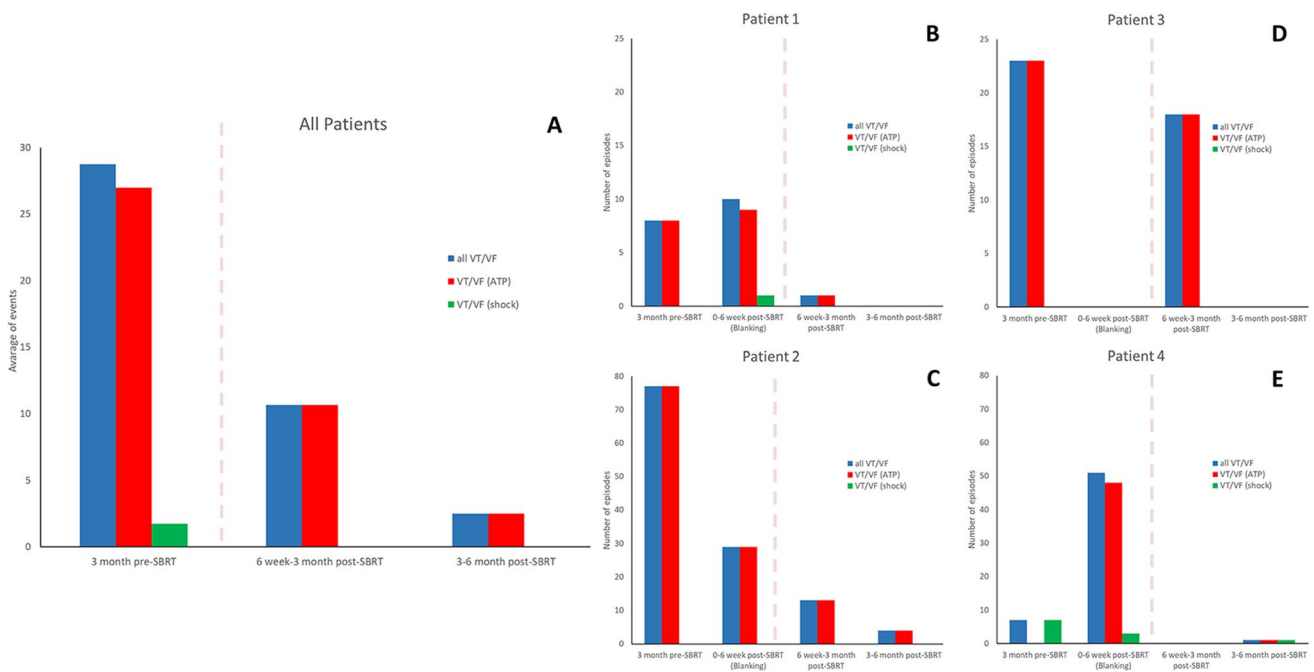 All Patients
A
Avarage of events
30
25
20
15
10
5
0
all VT/VF
VT/VF (ATP)
VT/VF (shock)
3 month pre-SBRT
6 week-3 month post-SBRT
3-6 month post-SBRT
Patient 1
B
Number of episodes
25
20
15
10
5
0
all VT/VF
VT/VF (ATP)
VT/VF (shock)
3 month pre-SBRT
0-6 week post-SBRT
(Blanking)
6 week-3 month
post-SBRT
3-6 month post-SBRT
Patient 2
C
Number of episodes
80
70
60
50
40
30
20
10
0
all VT/VF
VT/VF (ATP)
VT/VF (shock)
3 month pre-SBRT
0-6 week post-SBRT
(Blanking)
6 week-3 month
post-SBRT
3-6 month post-SBRT
Patient 3
D
Number of episodes
25
20
15
10
5
0
all VT/VF
VT/VF (ATP)
VT/VF (shock)
3 month pre-SBRT
0-6 week post-SBRT
(Blanking)
6 week-3 month
post-SBRT
3-6 month post-SBRT
Patient 4
E
Number of episodes
80
70
60
50
40
30
20
10
0
all VT/VF
VT/VF (ATP)
VT/VF (shock)
3 month pre-SBRT
0-6 week post-SBRT
(Blanking)
6 week-3 month
post-SBRT
3-6 month post-SBRT